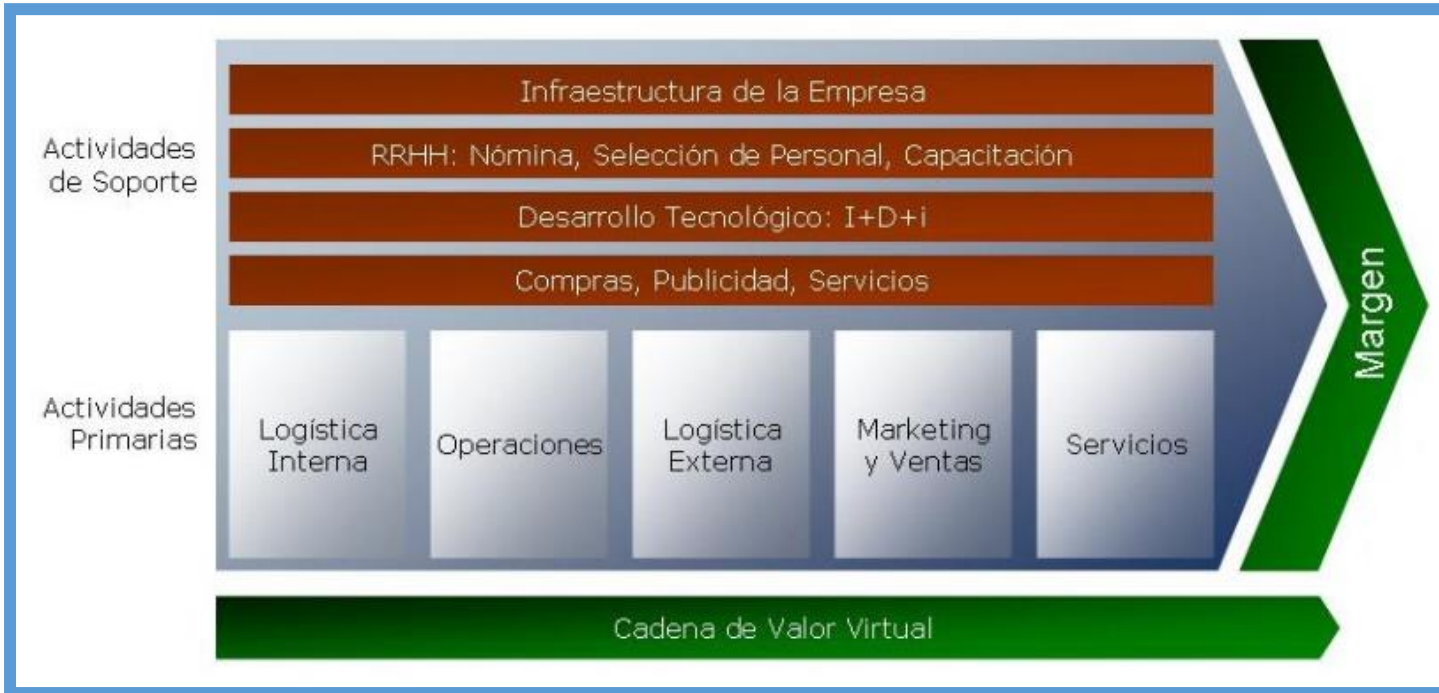 Actividades
de Soporte
Infraestructura de la Empresa
RRHH: Nómina, Selección de Personal, Capacitación
Desarrollo Tecnológico: I+D+i
Compras, Publicidad, Servicios
Actividades
Primarias
Logística
Interna
Operaciones
Logística
Externa
Marketing
y Ventas
Servicios
Margen
Cadena de Valor Virtual